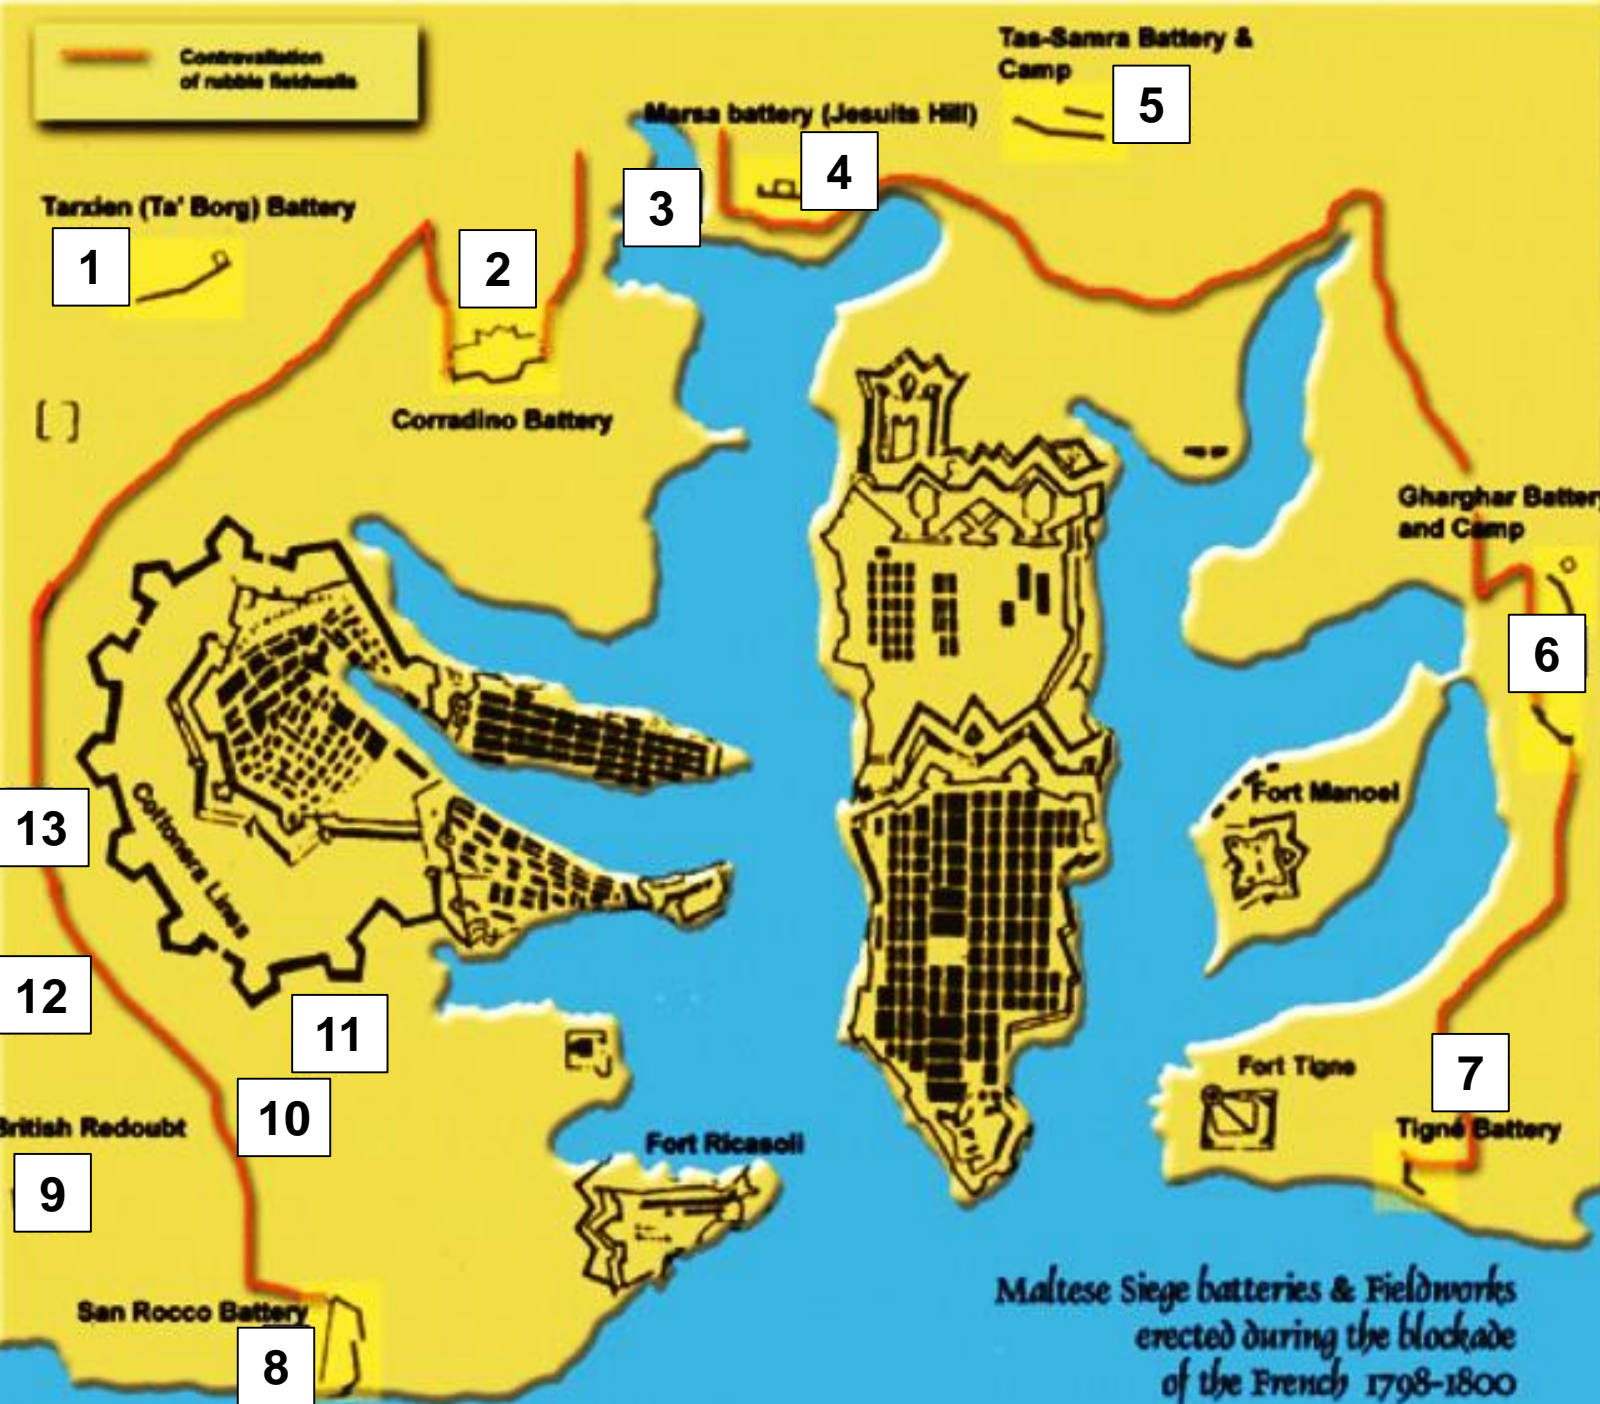 Contravallation
of rubble fieldwalls
Tas-Samra Battery &
Camp
5
Marsa battery (Jesuits Hill)
4
3
Tarxien (Ta' Borg) Battery
1
2
Corradino Battery
Gharghar Battery
and Camp
6
Fort Manoel
Cottonera Lines
13
12
11
10
British Redoubt
9
Fort Ricasoli
Fort Tigne
7
Tigné Battery
San Rocco Battery
8
Maltese Siege batteries & Fieldworks
erected during the blockade
of the French 1798-1800